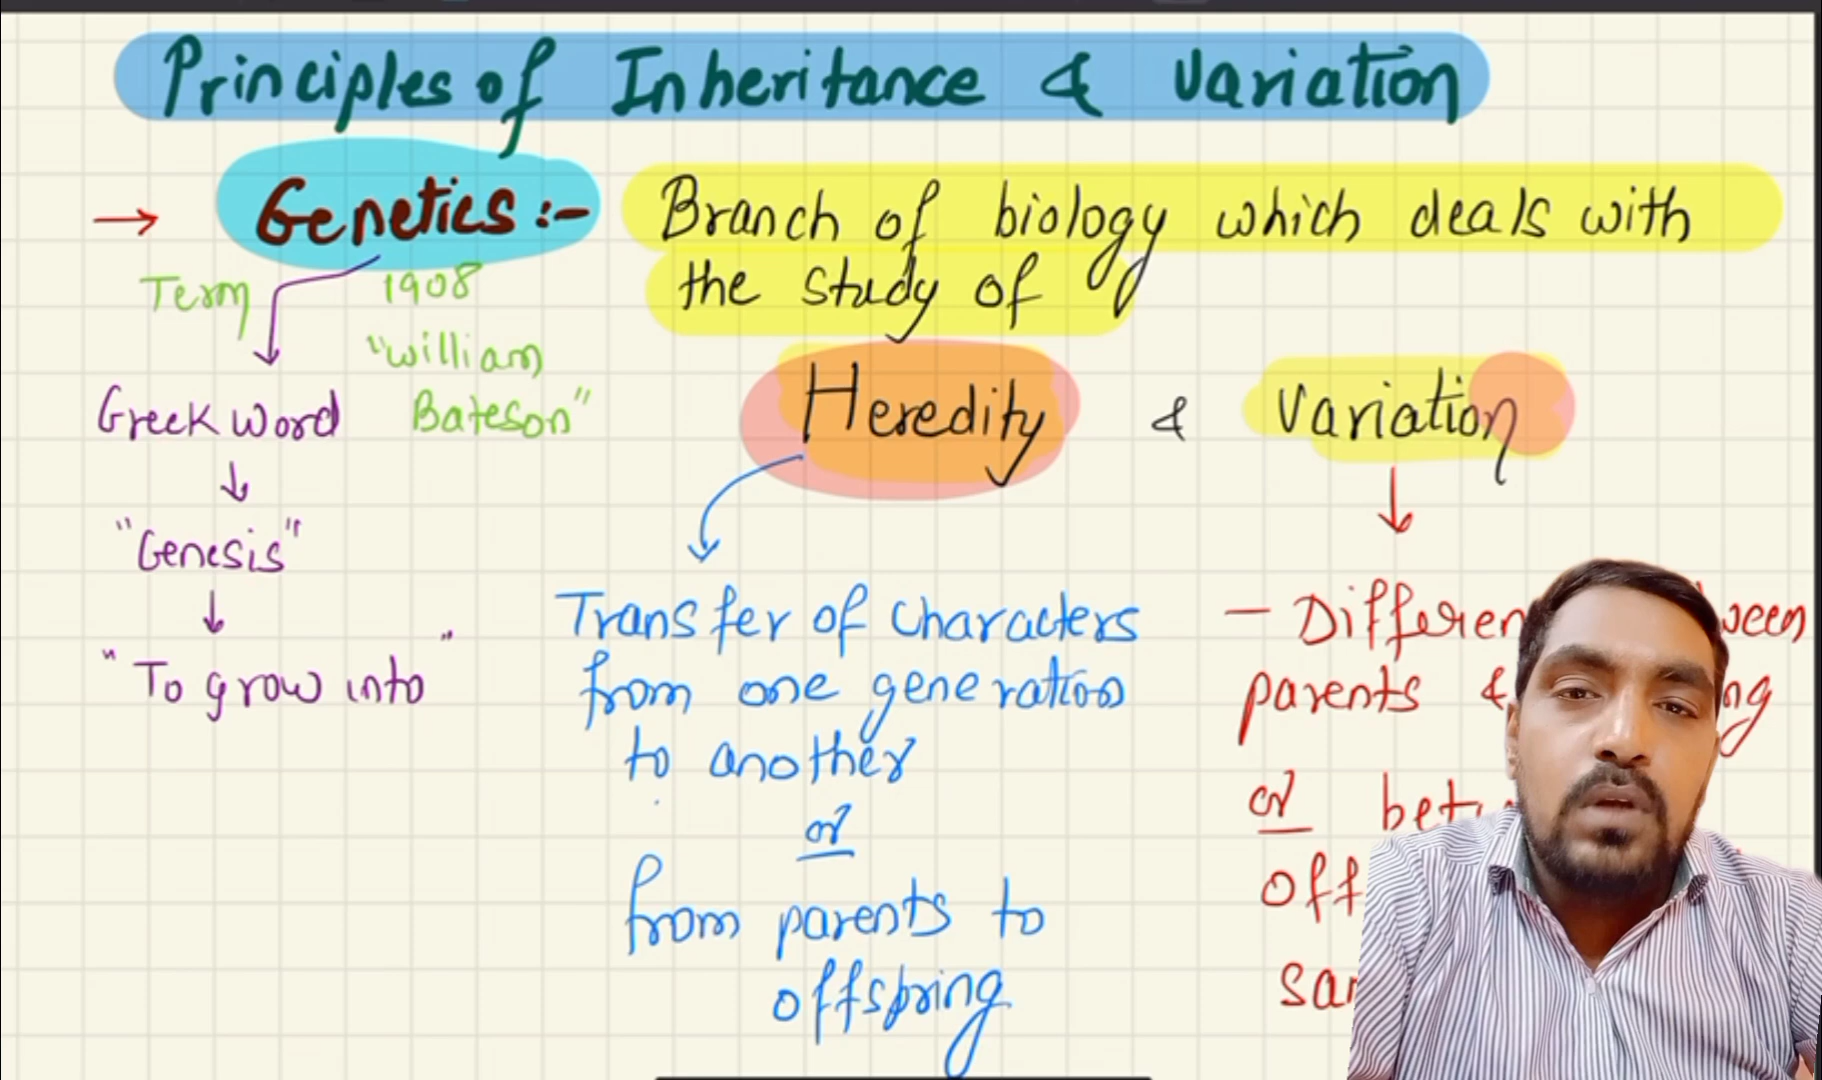 Principles of Inheritance & Variation
→ Genetics :- Branch of biology which deals with
the study of
Term 1908
"William
Bateson"
Greek Word
↓
"Genesis"
↓
"To grow into"
Heredity & Variation
Transfer of characters
from one generation
to another
or
from parents to
offspring
-
parents &
or